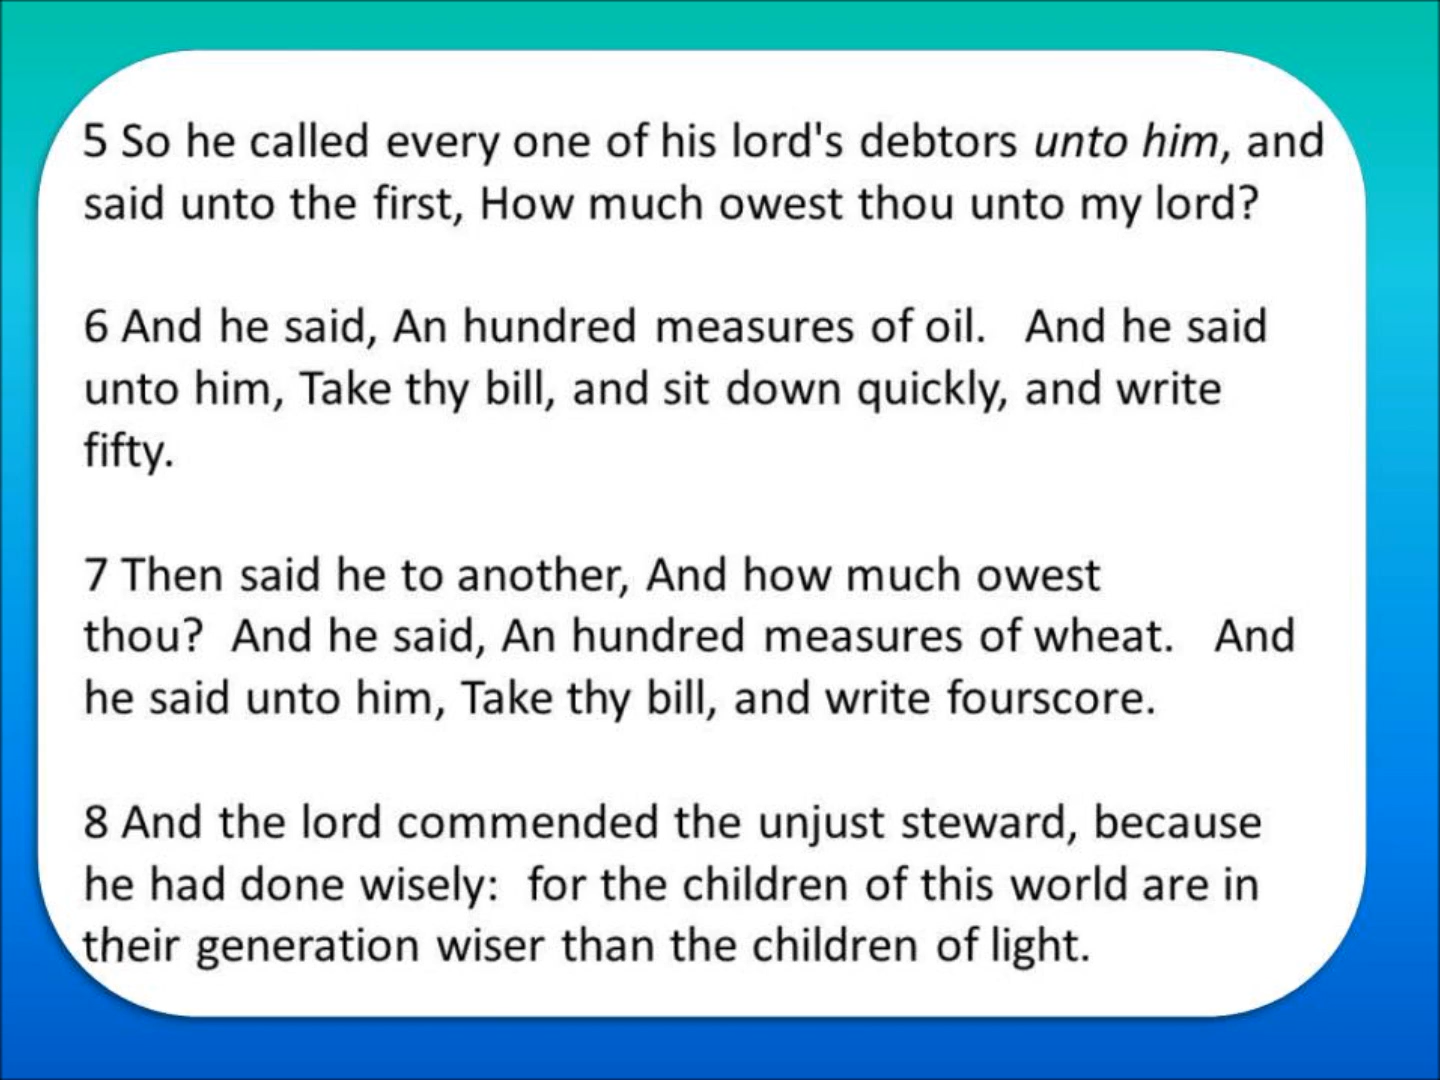 5 So he called every one of his lord's debtors unto him, and
said unto the first, How much owest thou unto my lord?
6 And he said, An hundred measures of oil.   And he said
unto him, Take thy bill, and sit down quickly, and write
fifty.
7 Then said he to another, And how much owest
thou?  And he said, An hundred measures of wheat.   And
he said unto him, Take thy bill, and write fourscore.
8 And the lord commended the unjust steward, because
he had done wisely:  for the children of this world are in
their generation wiser than the children of light.